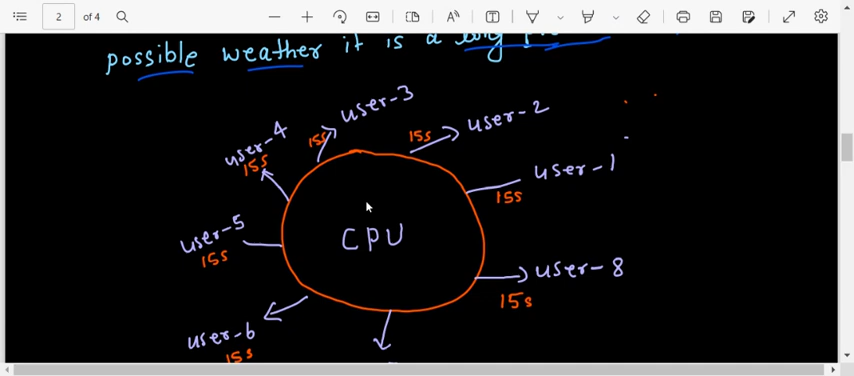 2 of 4
possible weather it is a long
user-3
15s
user-2
15s
user-4
15s
user-1
15s
user-5
15s
CPU
user-8
15s
user-6
15s